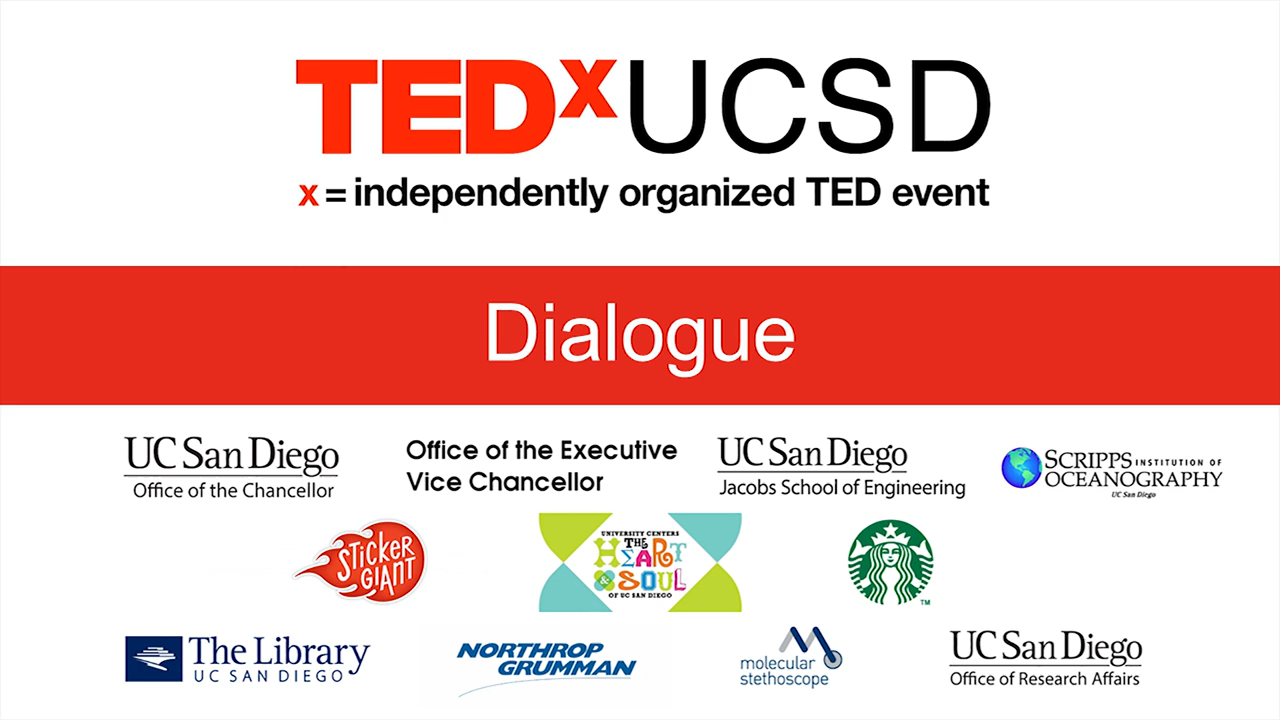 TEDxUCSD
x = independently organized TED event
Dialogue
UC San Diego
Office of the Chancellor
Office of the Executive
Vice Chancellor
UC San Diego
Jacobs School of Engineering
SCRIPPS INSTITUTION OF
OCEANOGRAPHY
UC San Diego
STICKER
GIANT
UNIVERSITY CENTERS
THE
HEART
& SOUL
OF UC SAN DIEGO
TM
The Library
UC SAN DIEGO
NORTHROP
GRUMMAN
molecular
stethoscope
UC San Diego
Office of Research Affairs